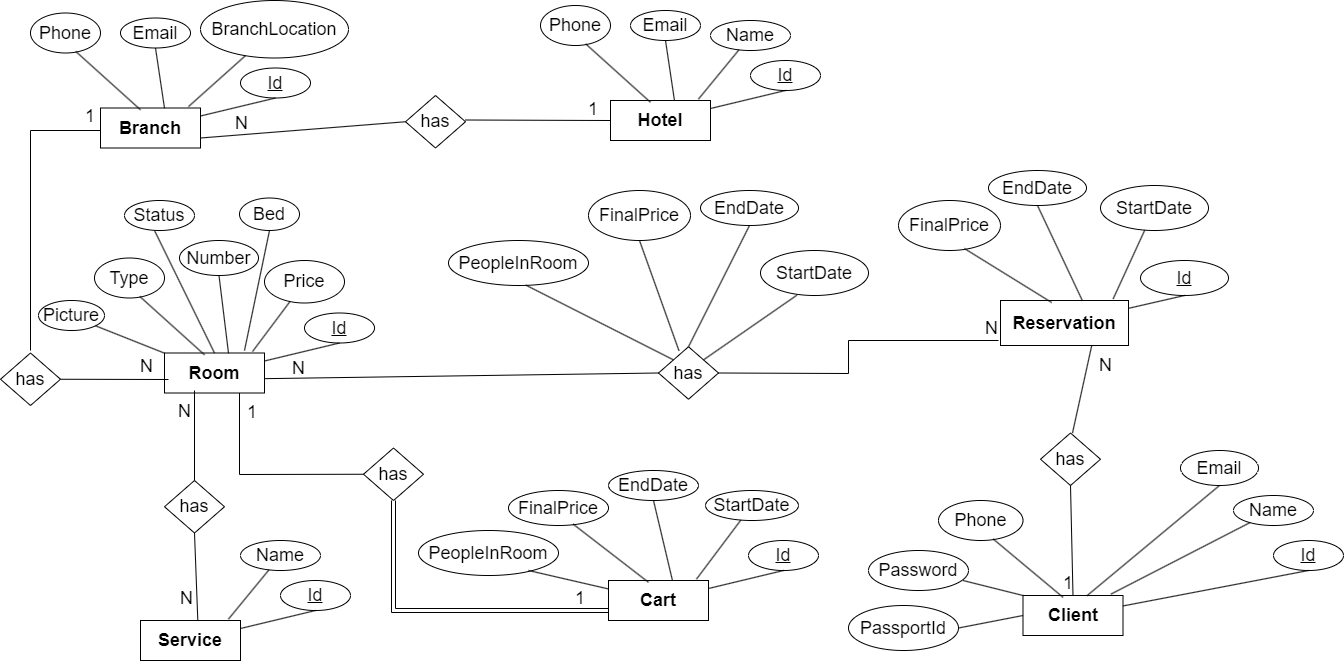 Phone
Email
BranchLocation
Id
Branch
1
N
has
1
Phone
Email
Name
Id
Hotel
Status
Bed
Number
Type
Price
Picture
Id
Room
N
N
has
N
1
PeopleInRoom
FinalPrice
EndDate
StartDate
has
N
FinalPrice
EndDate
StartDate
Id
Reservation
N
has
has
has
N
Name
Id
Service
PeopleInRoom
FinalPrice
EndDate
StartDate
Id
1
Cart
Email
Name
Id
Phone
Password
PassportId
1
Client